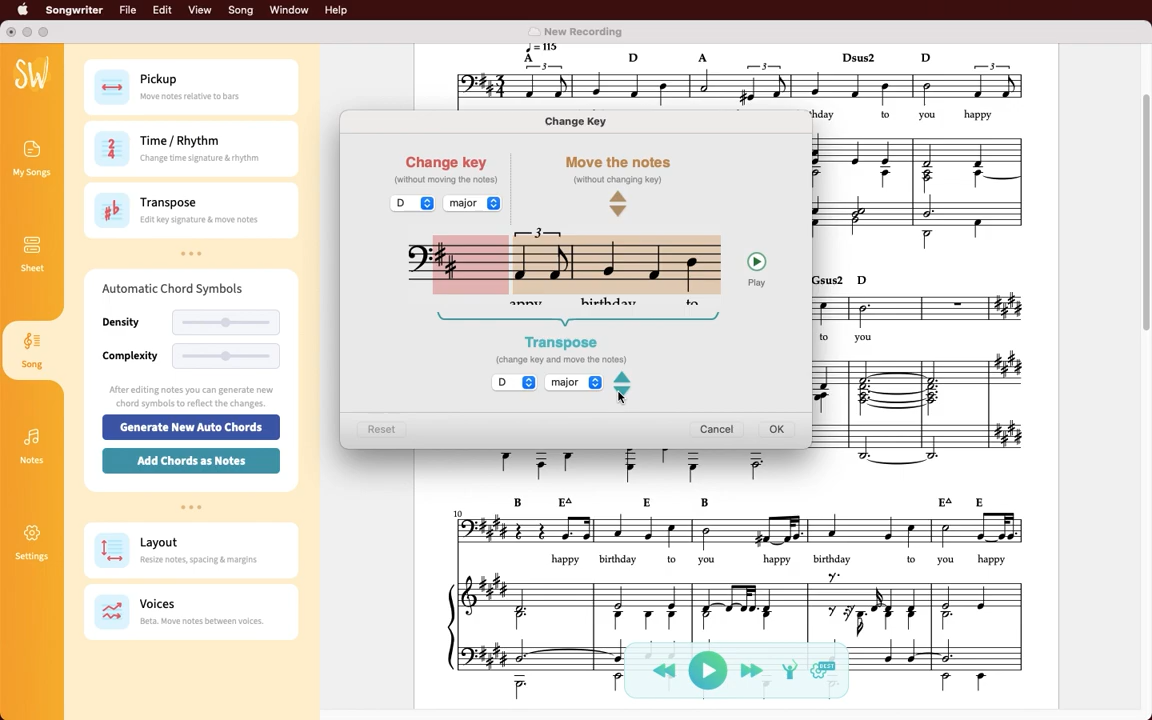 Songwriter File Edit View Song Window Help
New Recording
SW
My Songs
Sheet
Song
Notes
Settings
Pickup
Move notes relative to bars
Time / Rhythm
Change time signature & rhythm
Transpose
Edit key signature & move notes
Automatic Chord Symbols
Density
Complexity
After editing notes you can generate new
chord symbols to reflect the changes.
Generate New Auto Chords
Add Chords as Notes
Layout
Resize notes, spacing & margins
Voices
Beta. Move notes between voices.
= 115
A D A Dsus2 D
3 3 3
to you happy
Change Key
Change key
(without moving the notes)
D major
Move the notes
(without changing key)
3
birthday to
Play
Transpose
(change key and move the notes)
D major
Reset Cancel OK
Gsus2 D
to you
B E△ E B E△ E
10
happy birthday to you happy birthday to you happy
BEST